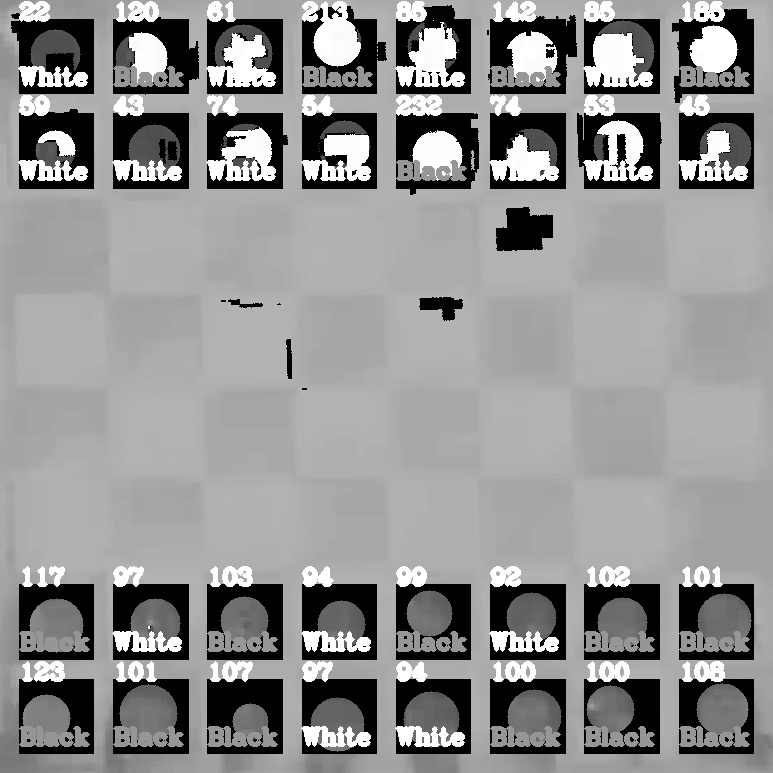 22 120 61 213 85 142 85 185
White Black White Black White Black White Black
59 43 74 54 232 74 53 45
White White White White Black White White White
117 97 103 94 99 92 102 101
Black White Black White Black White Black Black
123 101 107 97 94 100 100 108
Black Black Black White White Black Black Black